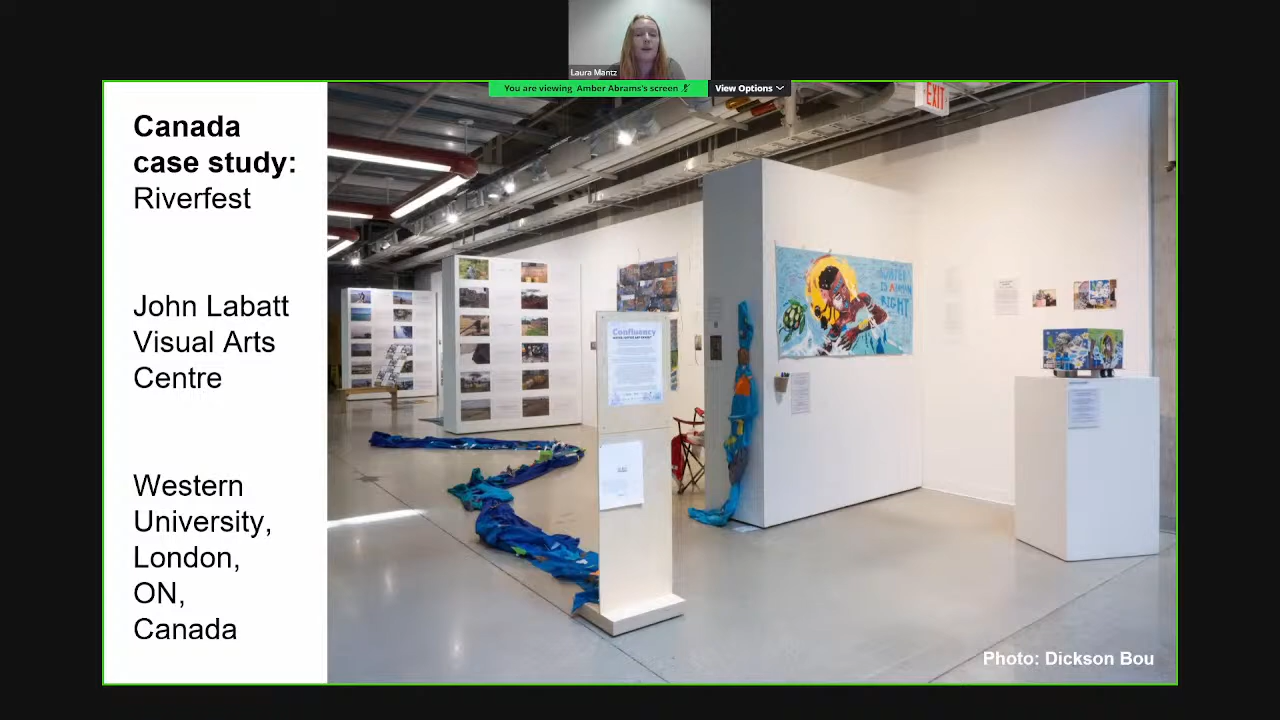 Laura Mantz
You are viewing Amber Abrams's screen
View Options
Canada
case study:
Riverfest
John Labatt
Visual Arts
Centre
Western
University,
London,
ON,
Canada
EXIT
Confluency
WATER
IS A HUMAN
RIGHT
Photo: Dickson Bou